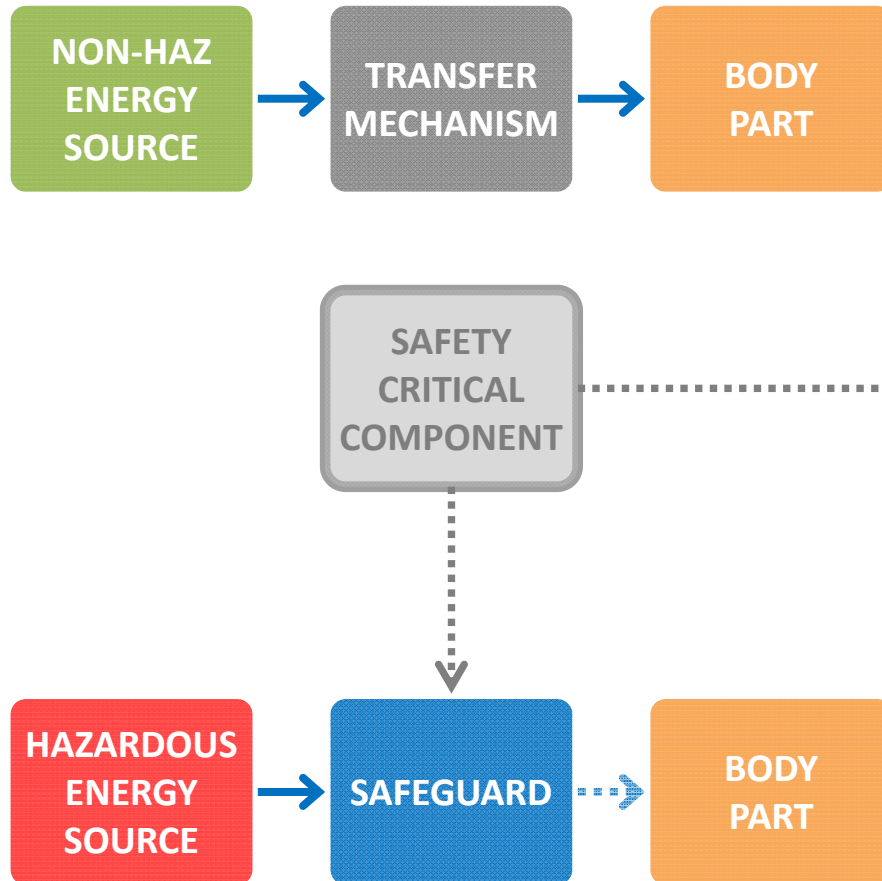 NON-HAZ
ENERGY
SOURCE
TRANSFER
MECHANISM
BODY
PART
SAFETY
CRITICAL
COMPONENT
HAZARDOUS
ENERGY
SOURCE
SAFEGUARD
BODY
PART